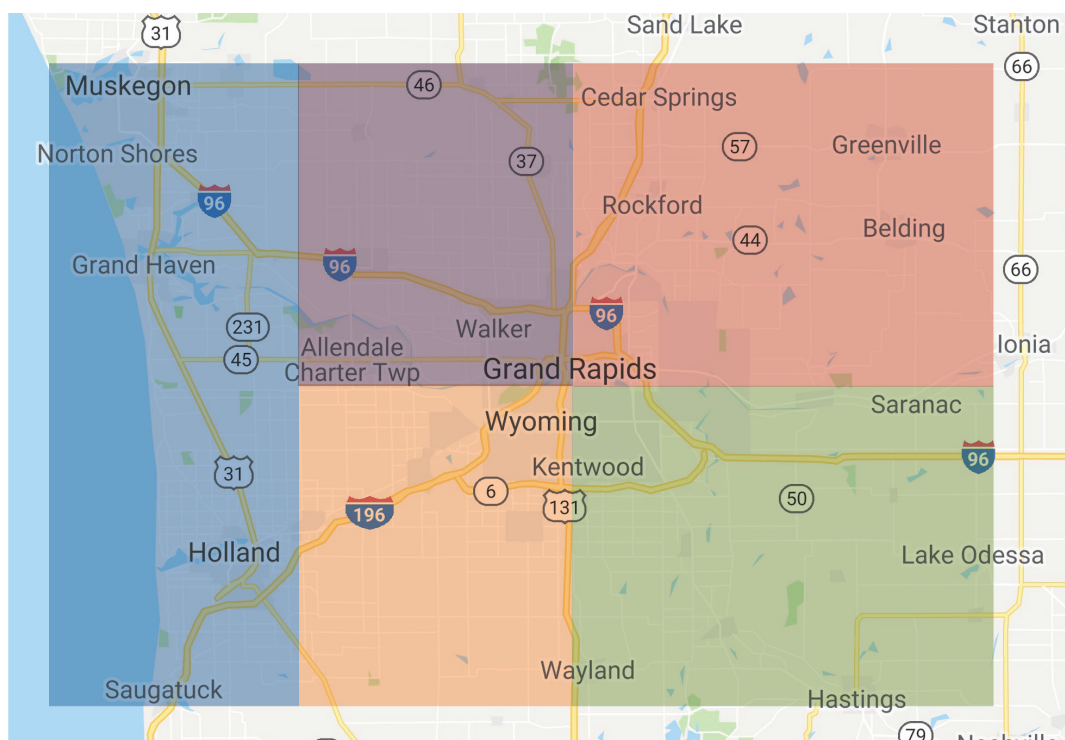 Sand Lake
Stanton
31
66
Muskegon
46
Cedar Springs
57
Greenville
Norton Shores
37
96
Rockford
Belding
44
Grand Haven
96
66
96
231
Walker
Allendale
Charter Twp
45
Ionia
Grand Rapids
Saranac
Wyoming
Kentwood
31
96
6
50
131
196
Holland
Lake Odessa
Wayland
Saugatuck
Hastings
79